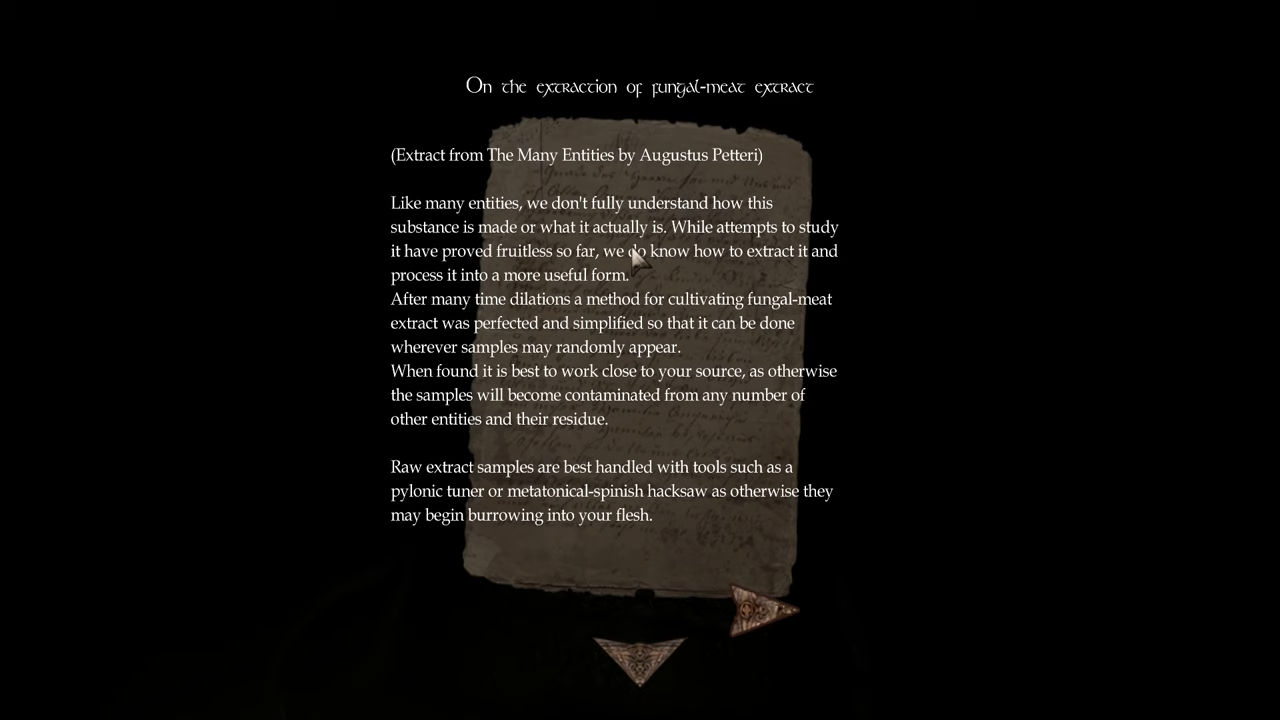 On the extraction of fungal-meat extract
(Extract from The Many Entities by Augustus Petteri)
Like many entities, we don't fully understand how this
substance is made or what it actually is. While attempts to study
it have proved fruitless so far, we do know how to extract it and
process it into a more useful form.
After many time dilations a method for cultivating fungal-meat
extract was perfected and simplified so that it can be done
wherever samples may randomly appear.
When found it is best to work close to your source, as otherwise
the samples will become contaminated from any number of
other entities and their residue.
Raw extract samples are best handled with tools such as a
pylonic tuner or metatonical-spinish hacksaw as otherwise they
may begin burrowing into your flesh.